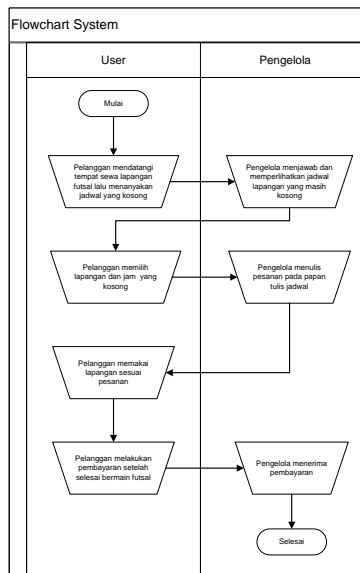 Flowchart System
User
Pengelola
Mulai
Pelanggan mendatangi
tempat sewa lapangan
futsal lalu menanyakan
jadwal yang kosong
Pengelola menjawab dan
memperlihatkan jadwal
lapangan yang masih
kosong
Pelanggan memilih
lapangan dan jam  yang
kosong
Pengelola menulis
pesanan pada papan
tulis jadwal
Pelanggan memakai
lapangan sesuai
pesanan
Pelanggan melakukan
pembayaran setelah
selesai bermain futsal
Pengelola menerima
pembayaran
Selesai